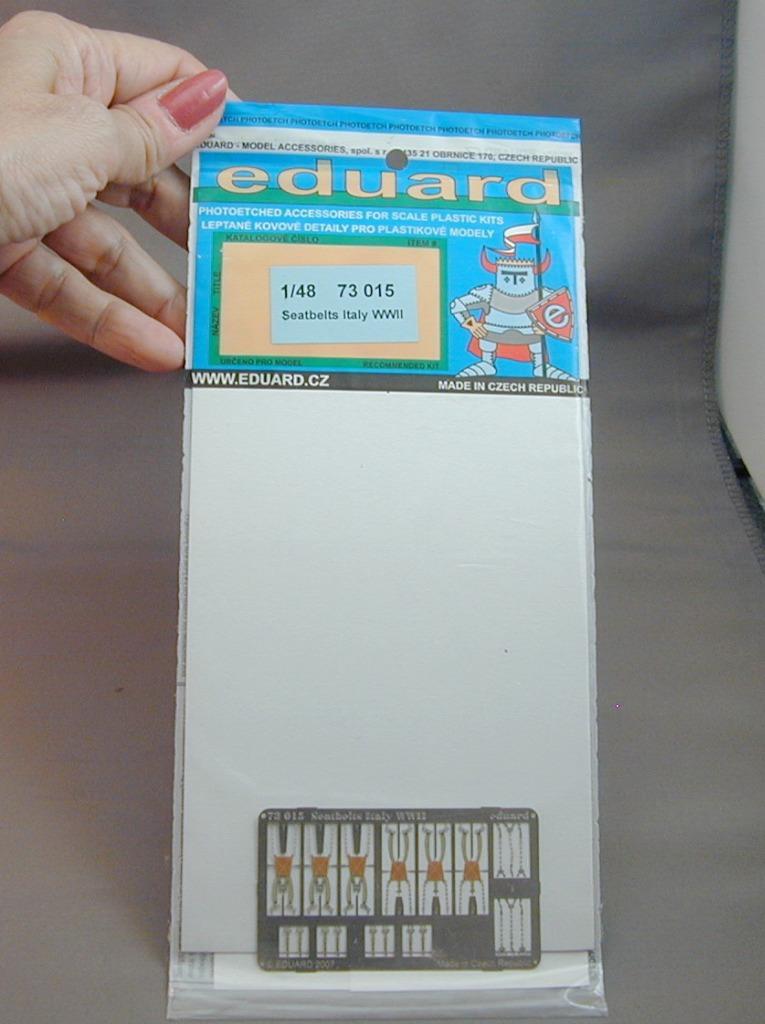 PHOTOETCH PHOTOETCH PHOTOETCH PHOTOETCH PHOTOETCH PHOTOETCH PHOTOETCH
EDUARD - MODEL ACCESSORIES, spol. s r. 435 21 OBRNICE 170, CZECH REPUBLIC
eduard
PHOTOETCHED ACCESSORIES FOR SCALE PLASTIC KITS
LEPTANÉ KOVOVÉ DETAILY PRO PLASTIKOVÉ MODELY
KATALOGOVÉ ČÍSLO ITEM #
NÁZEV TITLE
1/48 73 015
Seatbelts Italy WWII
e
URČENO PRO MODEL RECOMMENDED KIT
WWW.EDUARD.CZ MADE IN CZECH REPUBLIC
73 015 Seatbelts Italy WWII eduard
© EDUARD 2007 Made in Czech Republic